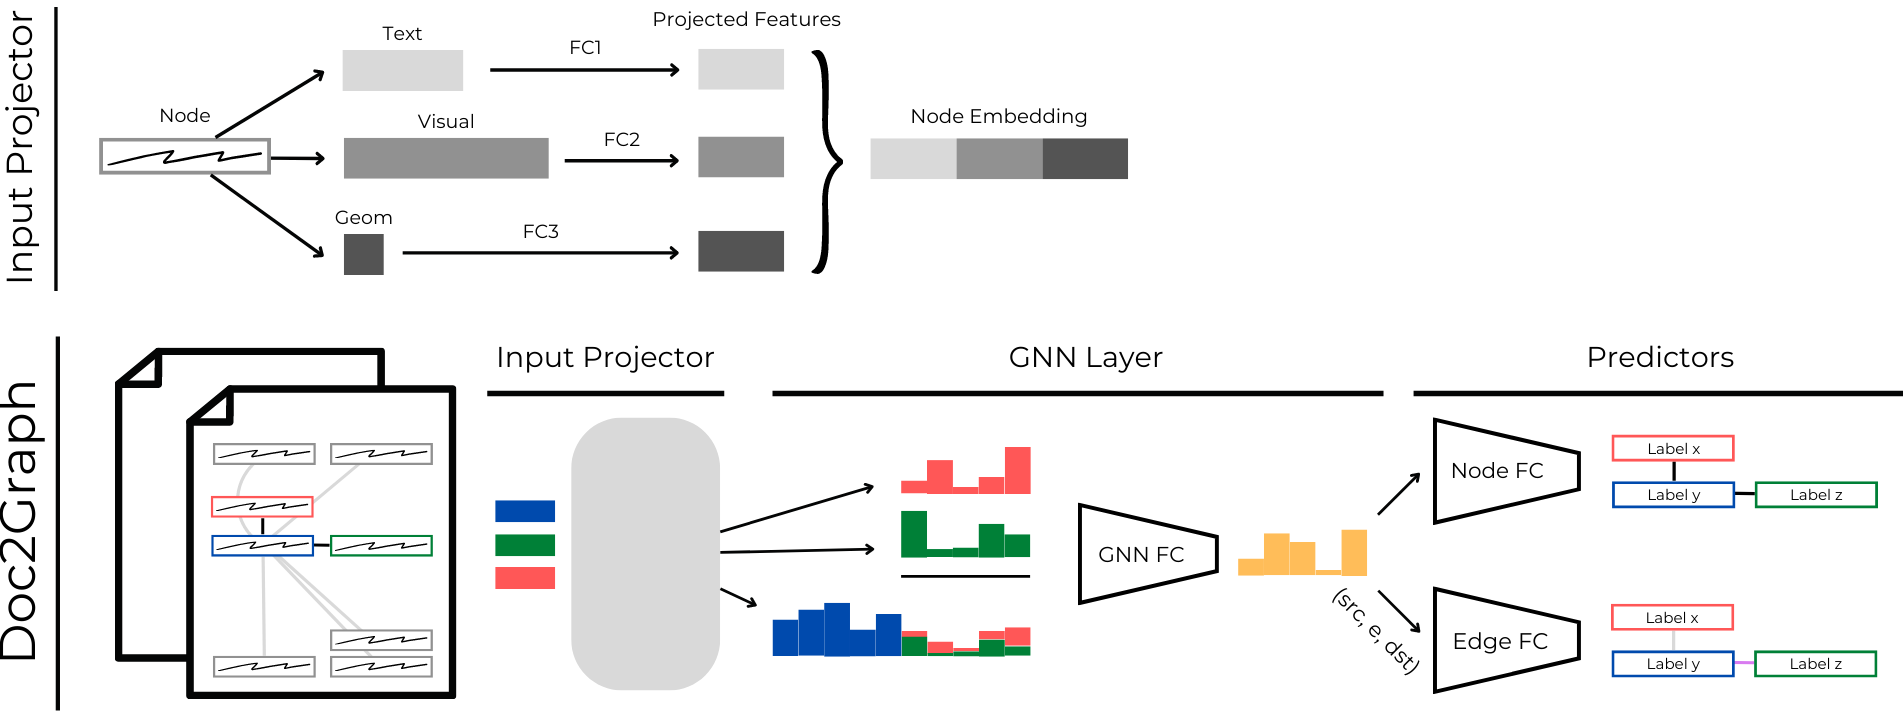 Input Projector
Text
FC1
Projected Features
Node
Visual
FC2
Node Embedding
Geom
FC3
Doc2Graph
Input Projector
GNN Layer
Predictors
GNN FC
(src, e, dst)
Node FC
Label x
Label y
Label z
Edge FC
Label x
Label y
Label z